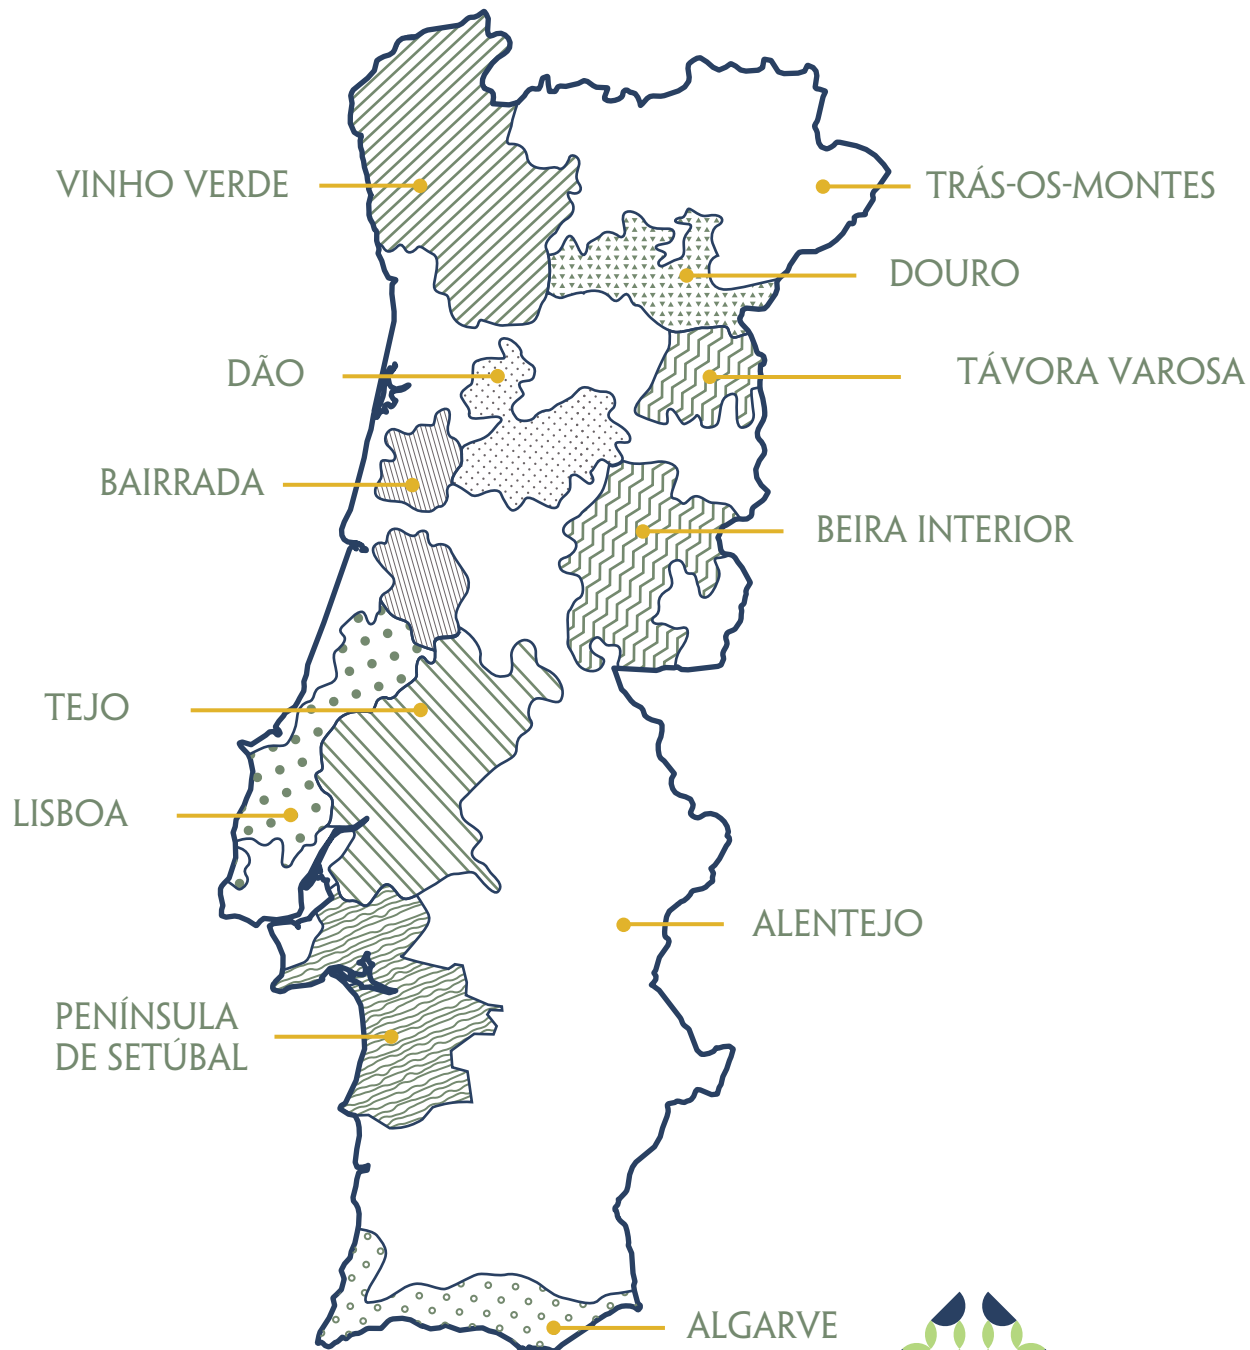 VINHO VERDE
TRÁS-OS-MONTES
DOURO
DÃO
TÁVORA VAROSA
BAIRRADA
BEIRA INTERIOR
TEJO
LISBOA
ALENTEJO
PENÍNSULA
DE SETÚBAL
ALGARVE